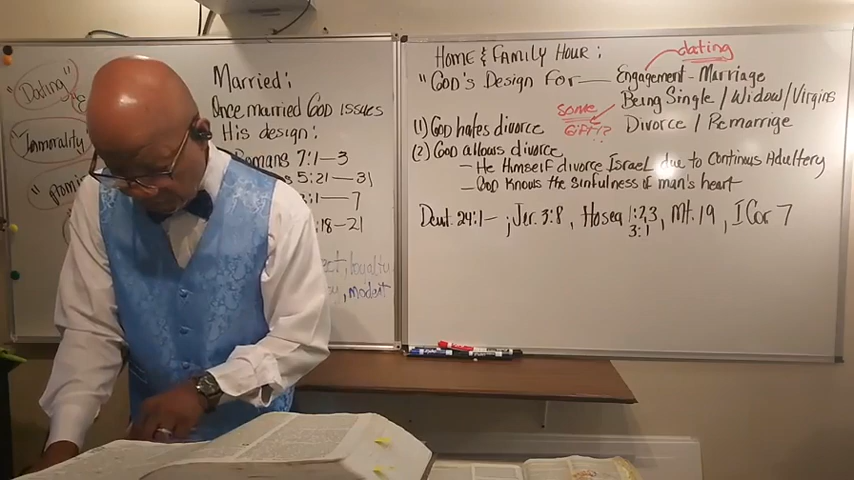 "Dating"
Immorality
Married:
Once married GOD issues
His design:
Romans 7:1-3
5:21-31
:1-7
18-21
loyalty
, modest
HOME & FAMILY HOUR:
dating
"GOD'S DESIGN FOR — Engagement - Marriage
Being Single / Widow / Virgins
Some
Gift??
Divorce / Remarriage
(1) GOD hates divorce
(2) GOD allows divorce
- He Himself divorce Israel due to Continuos Adultery
- GOD Knows the Sinfulness of man's heart
Deut. 24:1- ; Jer. 3:8, Hosea 1:2,3, Mt. 19, I Cor 7
3:1